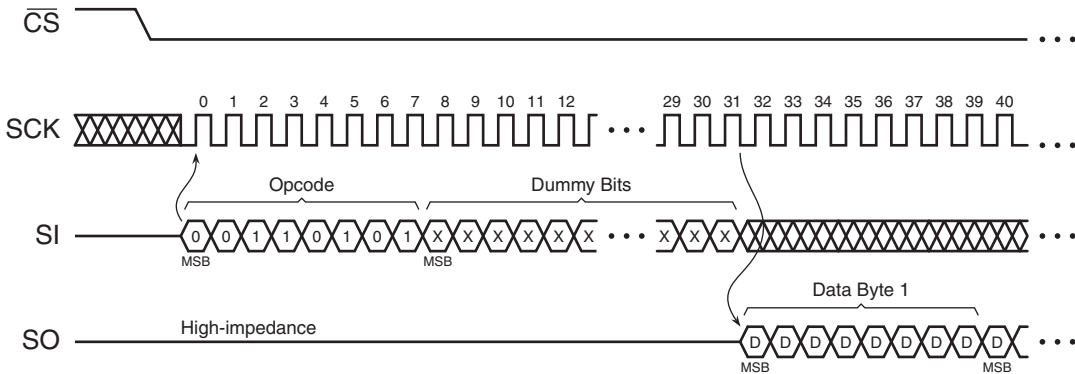 CS
0 1 2 3 4 5 6 7 8 9 10 11 12 29 30 31 32 33 34 35 36 37 38 39 40
SCK • • • • • •
Opcode Dummy Bits
SI 0 0 1 1 0 1 0 1 X X X X X X • • • X X X • • •
MSB MSB
Data Byte 1
High-impedance
SO D D D D D D D D D • • •
MSB MSB